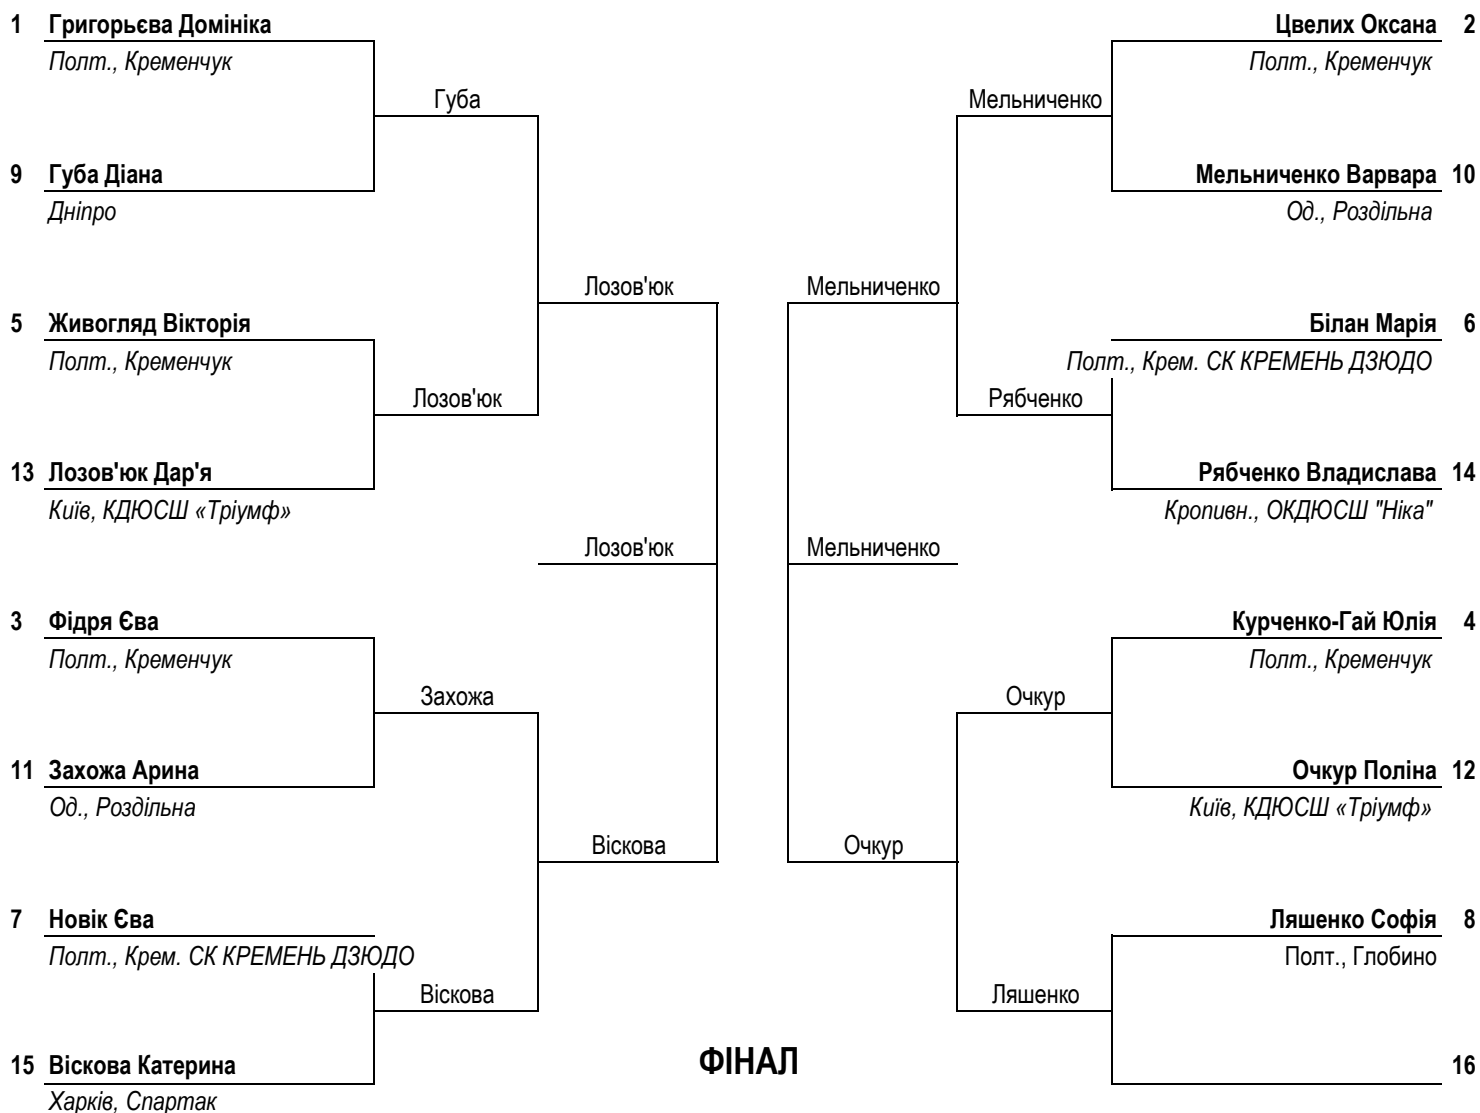 1 Григорьєва Домініка
Цвелих Оксана 2
Полт., Кременчук
Полт., Кременчук
Губа
Мельниченко
9 Губа Діана
Мельниченко Варвара 10
Дніпро
Од., Роздільна
Лозов'юк
Мельниченко
5 Живогляд Вікторія
Білан Марія 6
Полт., Кременчук
Полт., Крем. СК КРЕМЕНЬ ДЗЮДО
Лозов'юк
Рябченко
13 Лозов'юк Дар'я
Рябченко Владислава 14
Київ, КДЮСШ «Тріумф»
Кропивн., ОКДЮСШ "Ніка"
Лозов'юк
Мельниченко
3 Фідря Єва
Курченко-Гай Юлія 4
Полт., Кременчук
Полт., Кременчук
Захожа
Очкур
11 Захожа Арина
Очкур Поліна 12
Од., Роздільна
Київ, КДЮСШ «Тріумф»
Віскова
Очкур
7 Новік Єва
Ляшенко Софія 8
Полт., Крем. СК КРЕМЕНЬ ДЗЮДО
Полт., Глобино
Віскова
Ляшенко
15 Віскова Катерина
ФІНАЛ
16
Харків, Спартак